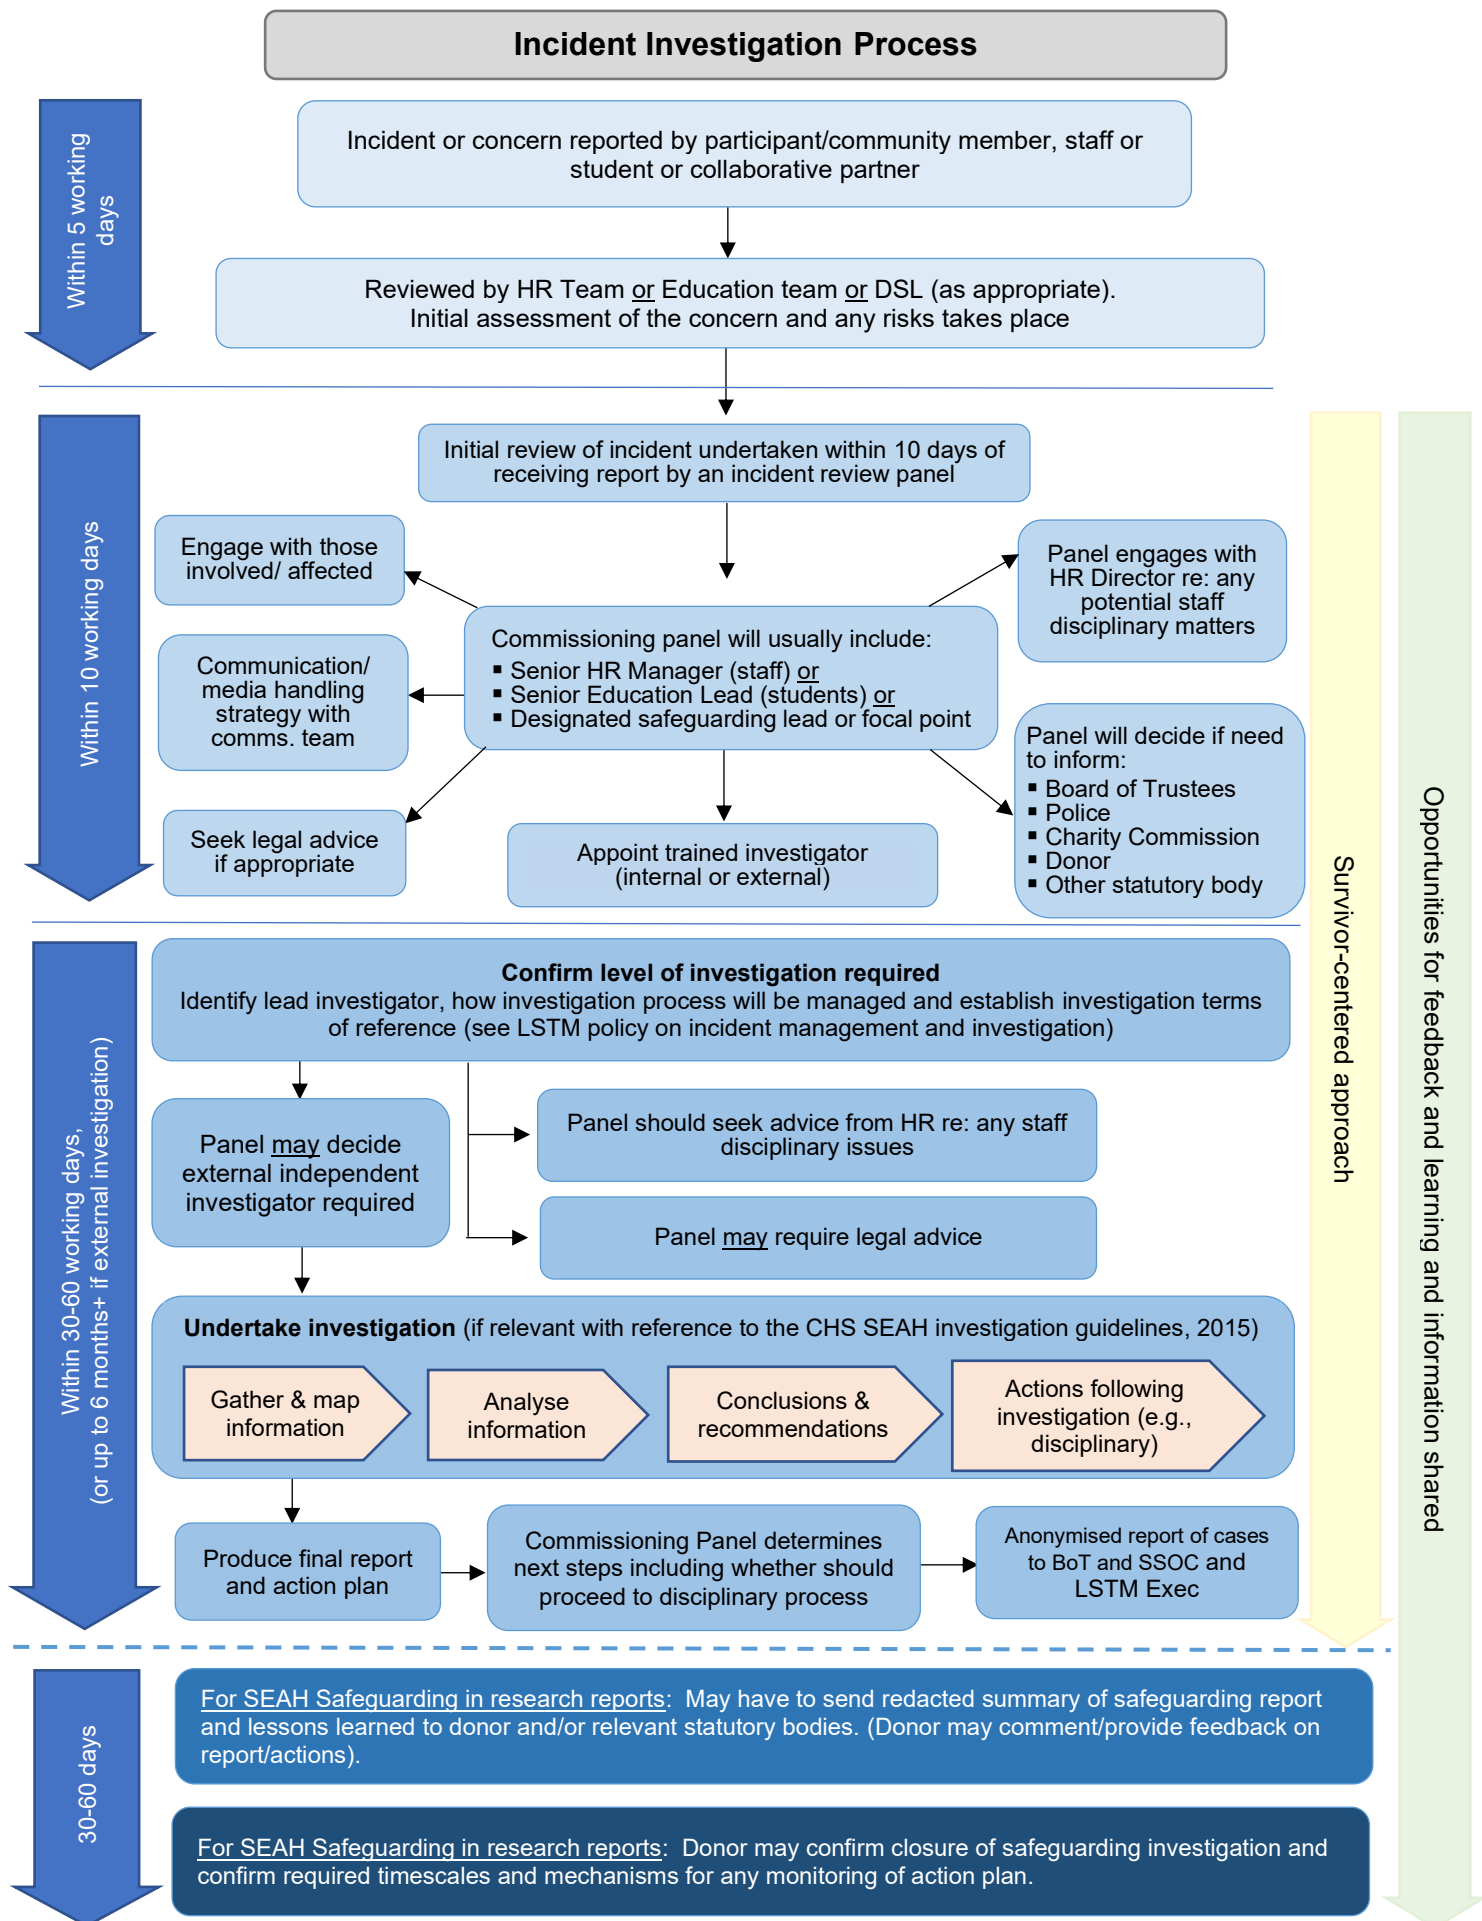 Incident Investigation Process
Within 5 working
days
Incident or concern reported by participant/community member, staff or
student or collaborative partner
Reviewed by HR Team or Education team or DSL (as appropriate).
Initial assessment of the concern and any risks takes place
Within 10 working days
Initial review of incident undertaken within 10 days of
receiving report by an incident review panel
Engage with those
involved/ affected
Communication/
media handling
strategy with
comms. team
Seek legal advice
if appropriate
Commissioning panel will usually include:
▪ Senior HR Manager (staff) or
▪ Senior Education Lead (students) or
▪ Designated safeguarding lead or focal point
Appoint trained investigator
(internal or external)
Panel engages with
HR Director re: any
potential staff
disciplinary matters
Panel will decide if need
to inform:
▪ Board of Trustees
▪ Police
▪ Charity Commission
▪ Donor
▪ Other statutory body
Survivor-centered approach
Opportunities for feedback and learning and information shared
Within 30-60 working days,
(or up to 6 months+ if external investigation)
Confirm level of investigation required
Identify lead investigator, how investigation process will be managed and establish investigation terms
of reference (see LSTM policy on incident management and investigation)
Panel may decide
external independent
investigator required
Panel should seek advice from HR re: any staff
disciplinary issues
Panel may require legal advice
Undertake investigation (if relevant with reference to the CHS SEAH investigation guidelines, 2015)
Gather & map
information
Analyse
information
Conclusions &
recommendations
Actions following
investigation (e.g.,
disciplinary)
Produce final report
and action plan
Commissioning Panel determines
next steps including whether should
proceed to disciplinary process
Anonymised report of cases
to BoT and SSOC and
LSTM Exec
30-60 days
For SEAH Safeguarding in research reports: May have to send redacted summary of safeguarding report
and lessons learned to donor and/or relevant statutory bodies. (Donor may comment/provide feedback on
report/actions).
For SEAH Safeguarding in research reports: Donor may confirm closure of safeguarding investigation and
confirm required timescales and mechanisms for any monitoring of action plan.